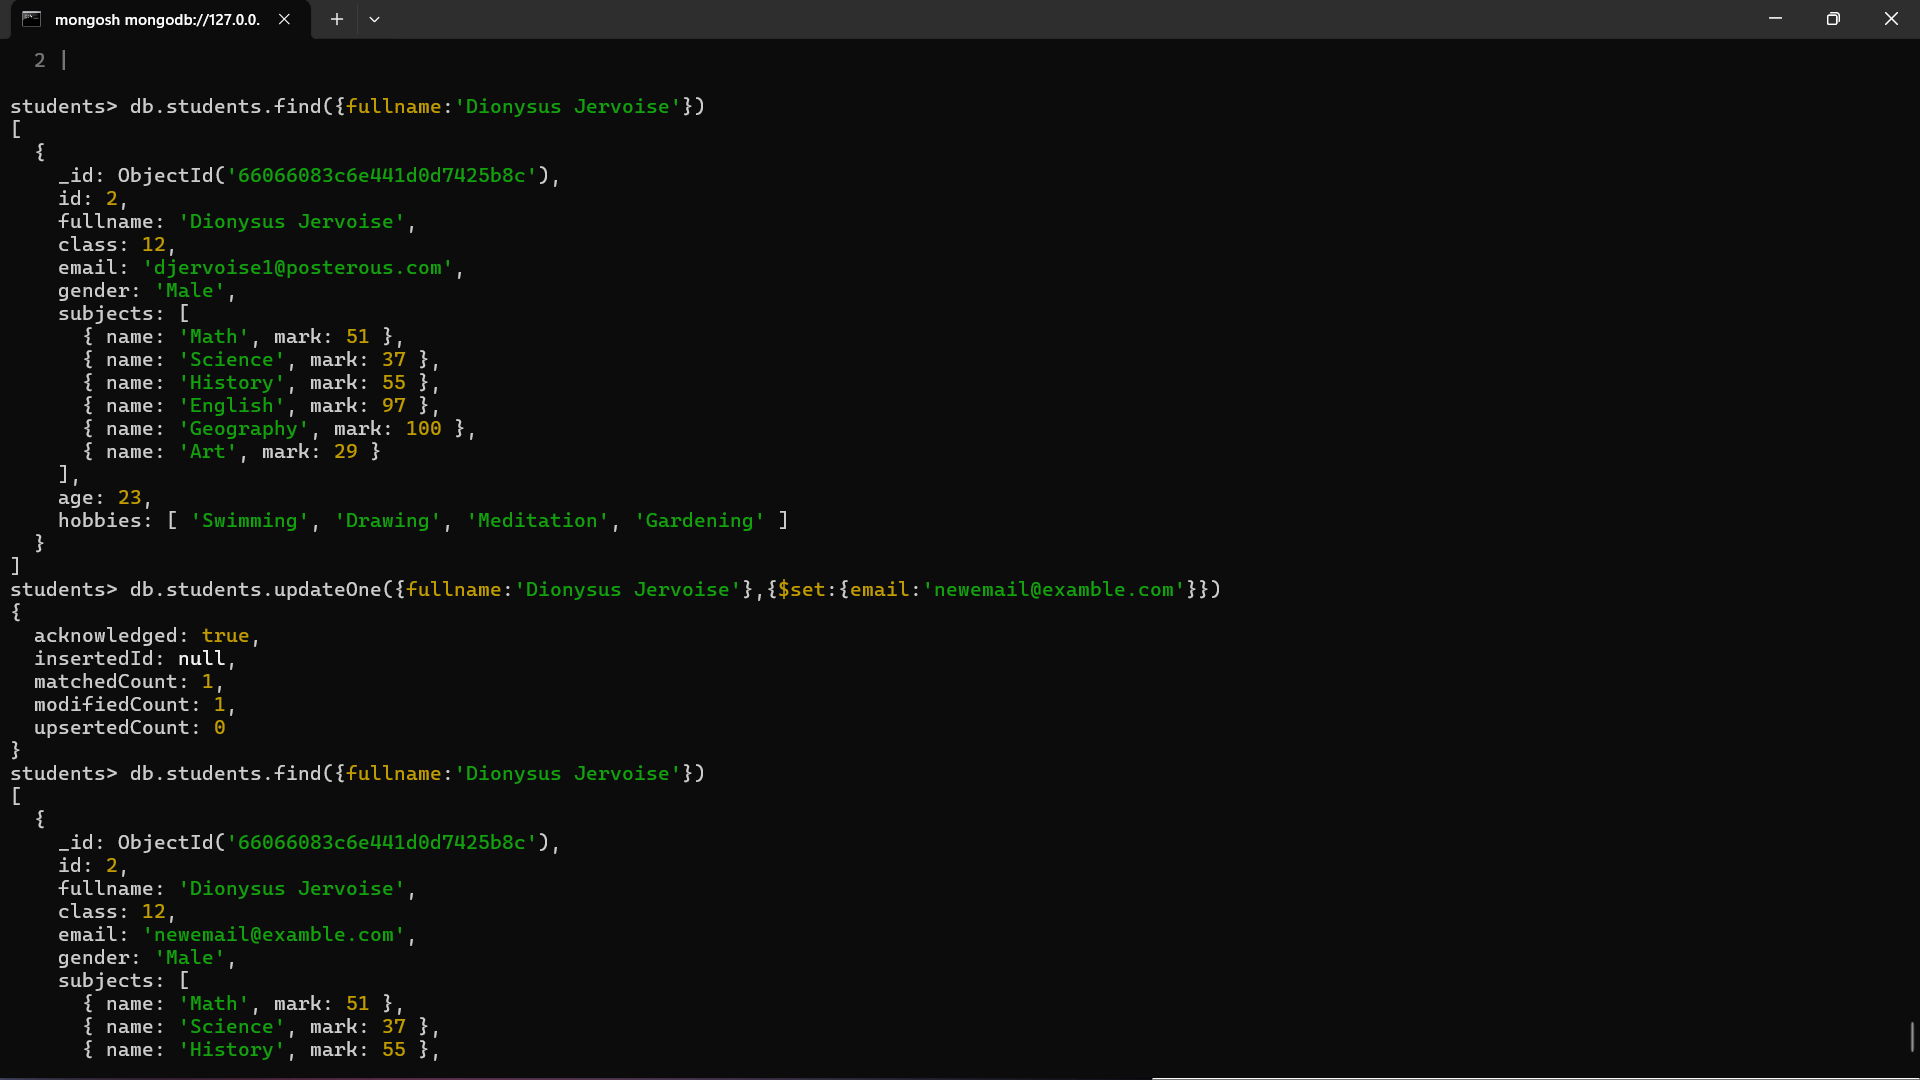 mongosh mongodb://127.0.0.
2 |
students> db.students.find({fullname:'Dionysus Jervoise'})
[
  {
    _id: ObjectId('66066083c6e441d0d7425b8c'),
    id: 2,
    fullname: 'Dionysus Jervoise',
    class: 12,
    email: 'djervoise1@posterous.com',
    gender: 'Male',
    subjects: [
      { name: 'Math', mark: 51 },
      { name: 'Science', mark: 37 },
      { name: 'History', mark: 55 },
      { name: 'English', mark: 97 },
      { name: 'Geography', mark: 100 },
      { name: 'Art', mark: 29 }
    ],
    age: 23,
    hobbies: [ 'Swimming', 'Drawing', 'Meditation', 'Gardening' ]
  }
]
students> db.students.updateOne({fullname:'Dionysus Jervoise'},{$set:{email:'newemail@examble.com'}})
{
  acknowledged: true,
  insertedId: null,
  matchedCount: 1,
  modifiedCount: 1,
  upsertedCount: 0
}
students> db.students.find({fullname:'Dionysus Jervoise'})
[
  {
    _id: ObjectId('66066083c6e441d0d7425b8c'),
    id: 2,
    fullname: 'Dionysus Jervoise',
    class: 12,
    email: 'newemail@examble.com',
    gender: 'Male',
    subjects: [
      { name: 'Math', mark: 51 },
      { name: 'Science', mark: 37 },
      { name: 'History', mark: 55 },